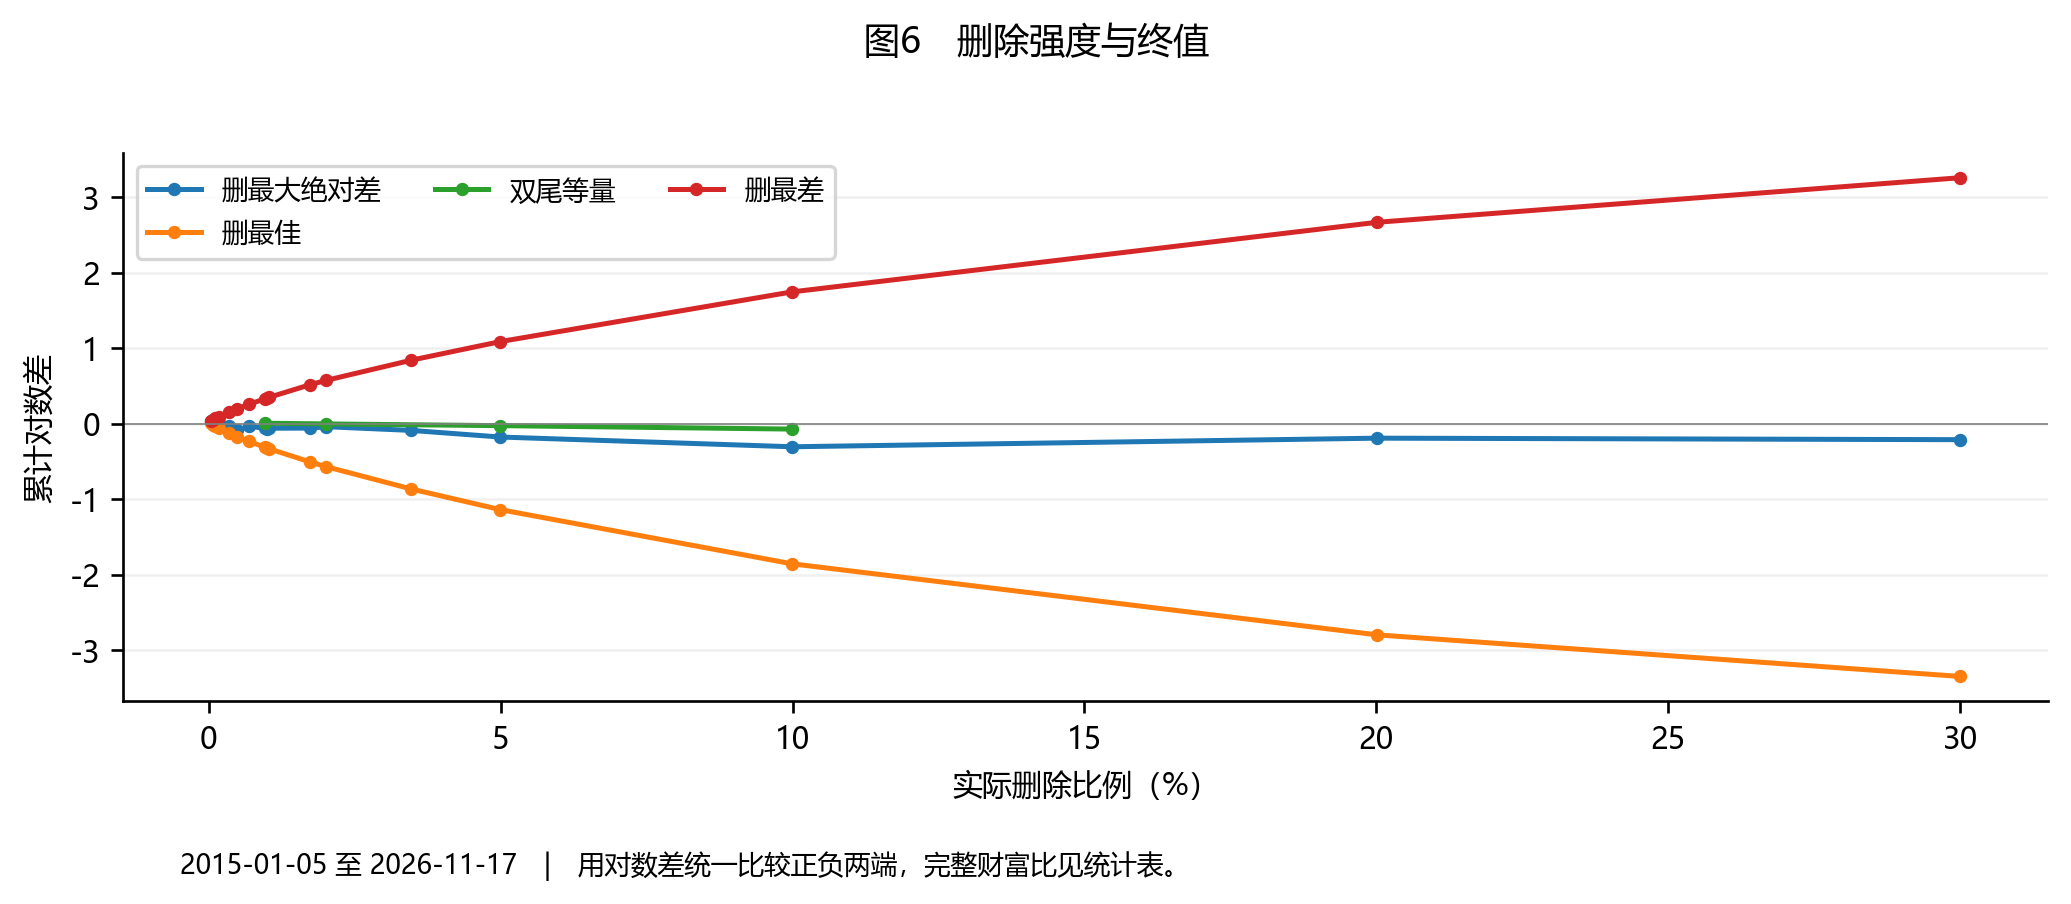 图6　删除强度与终值
删最大绝对差
双尾等量
删最差
删最佳
3
2
1
0
-1
-2
-3
累计对数差
0
5
10
15
20
25
30
实际删除比例（%）
2015-01-05 至 2026-11-17 | 用对数差统一比较正负两端，完整财富比见统计表。